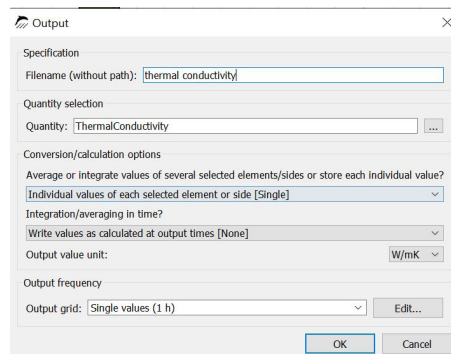 Output
Specification
Filename (without path): thermal conductivity
Quantity selection
Quantity: ThermalConductivity ...
Conversion/calculation options
Average or integrate values of several selected elements/sides or store each individual value?
Individual values of each selected element or side [Single]
Integration/averaging in time?
Write values as calculated at output times [None]
Output value unit: W/mK
Output frequency
Output grid: Single values (1 h) Edit...
OK Cancel